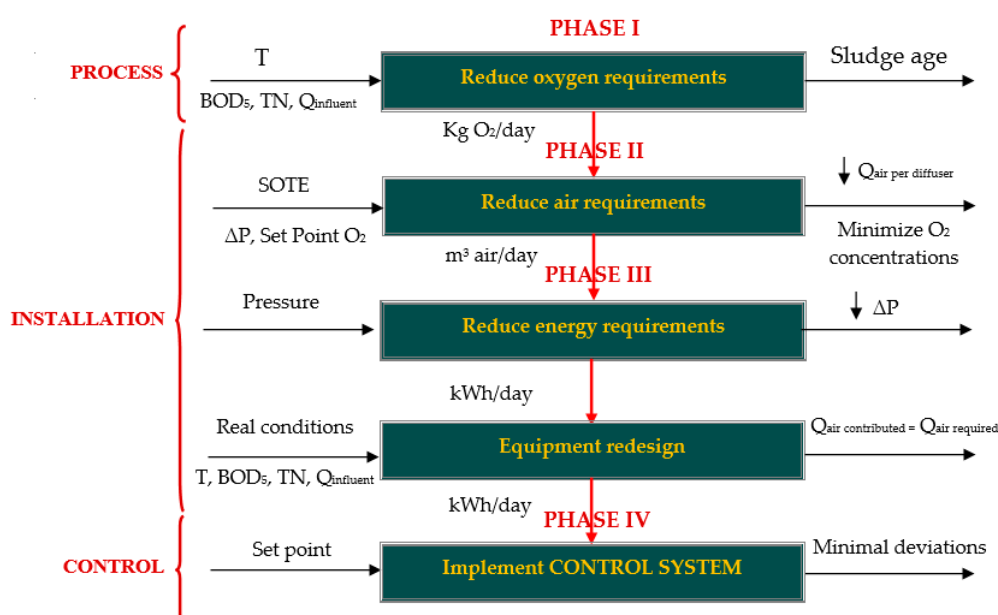 PHASE I
PROCESS
T
BOD₅, TN, Qinfluent
Reduce oxygen requirements
Sludge age
Kg O₂/day
PHASE II
INSTALLATION
SOTE
ΔP, Set Point O₂
Reduce air requirements
↓ Qair per diffuser
Minimize O₂
concentrations
m³ air/day
PHASE III
Pressure
Reduce energy requirements
↓ ΔP
kWh/day
Real conditions
T, BOD₅, TN, Qinfluent
Equipment redesign
Qair contributed = Qair required
kWh/day
PHASE IV
CONTROL
Set point
Implement CONTROL SYSTEM
Minimal deviations